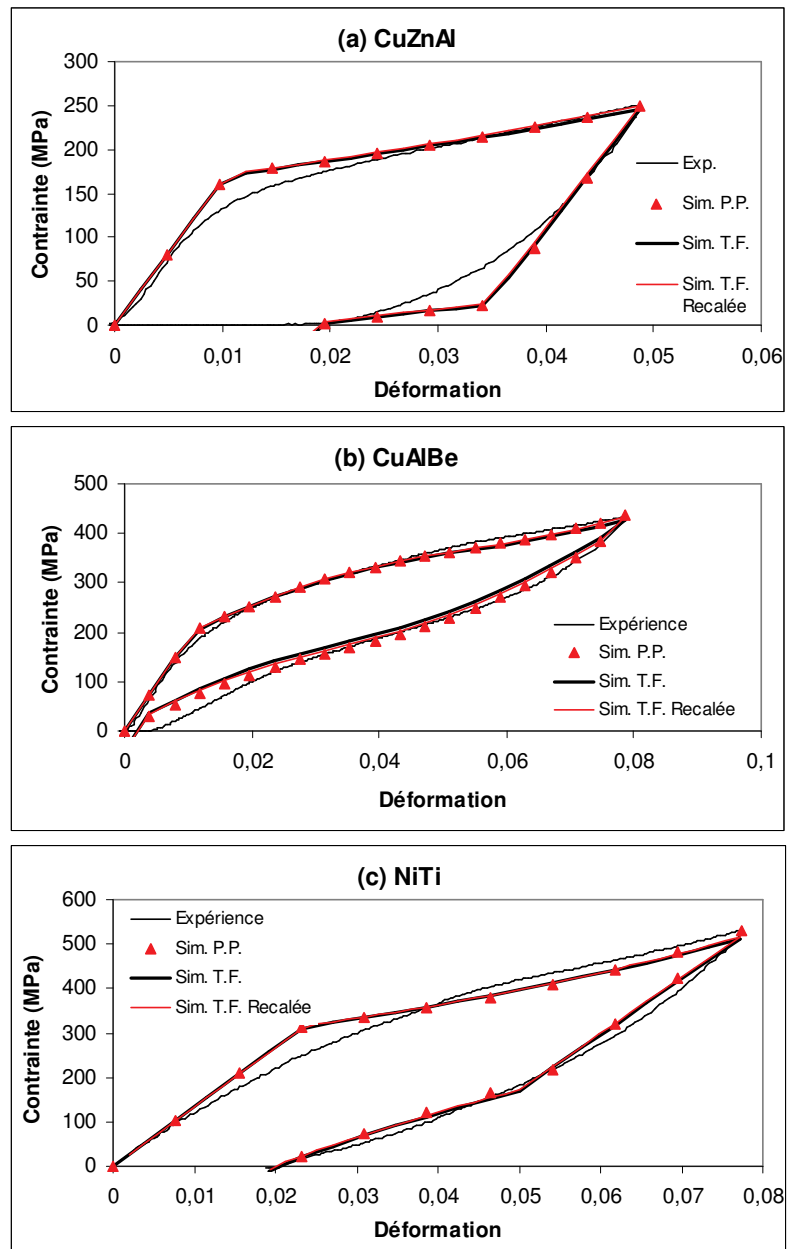 (a) CuZnAl
Contrainte (MPa)
300
250
200
150
100
50
0
0
0,01
0,02
0,03
0,04
0,05
0,06
Déformation
Exp.
Sim. P.P.
Sim. T.F.
Sim. T.F.
Recalée
(b) CuAlBe
Contrainte (MPa)
500
400
300
200
100
0
0
0,02
0,04
0,06
0,08
0,1
Déformation
Expérience
Sim. P.P.
Sim. T.F.
Sim. T.F. Recalée
(c) NiTi
Contrainte (MPa)
600
500
400
300
200
100
0
0
0,01
0,02
0,03
0,04
0,05
0,06
0,07
0,08
Déformation
Expérience
Sim. P.P.
Sim. T.F.
Sim. T.F. Recalée